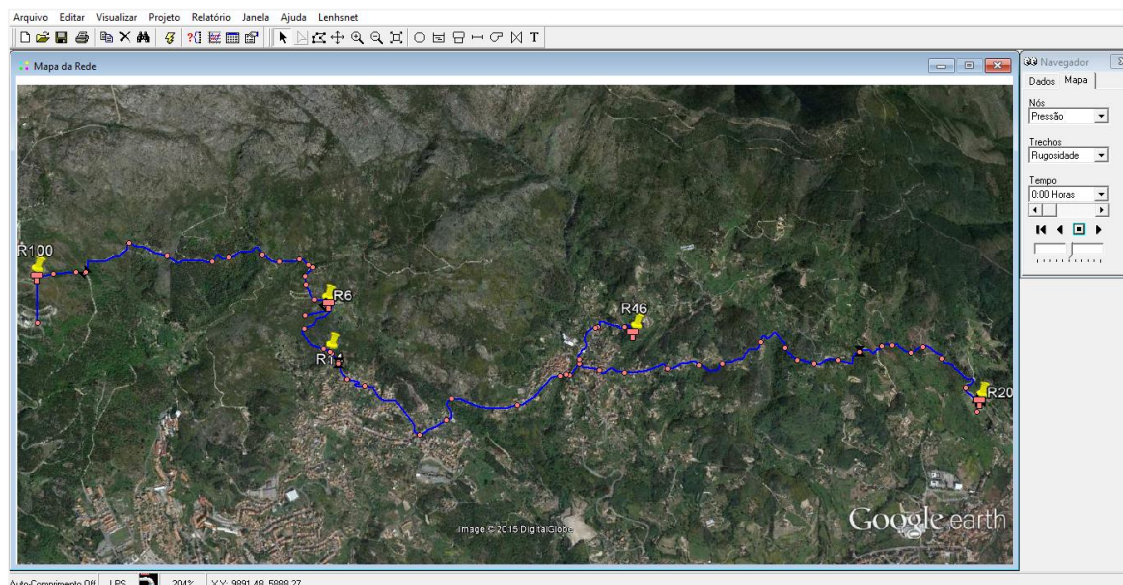 Arquivo Editar Visualizar Projeto Relatório Janela Ajuda Lenhsnet
T
Mapa da Rede
Navegador
Dados Mapa
Nós
Pressão
Trechos
Rugosidade
Tempo
0:00 Horas
R100
R6
R46
R14
R20
Image © 2015 DigitalGlobe
Google earth
Auto-Comprimento Off LPS 204% X,Y: 9891.48, 5888.27